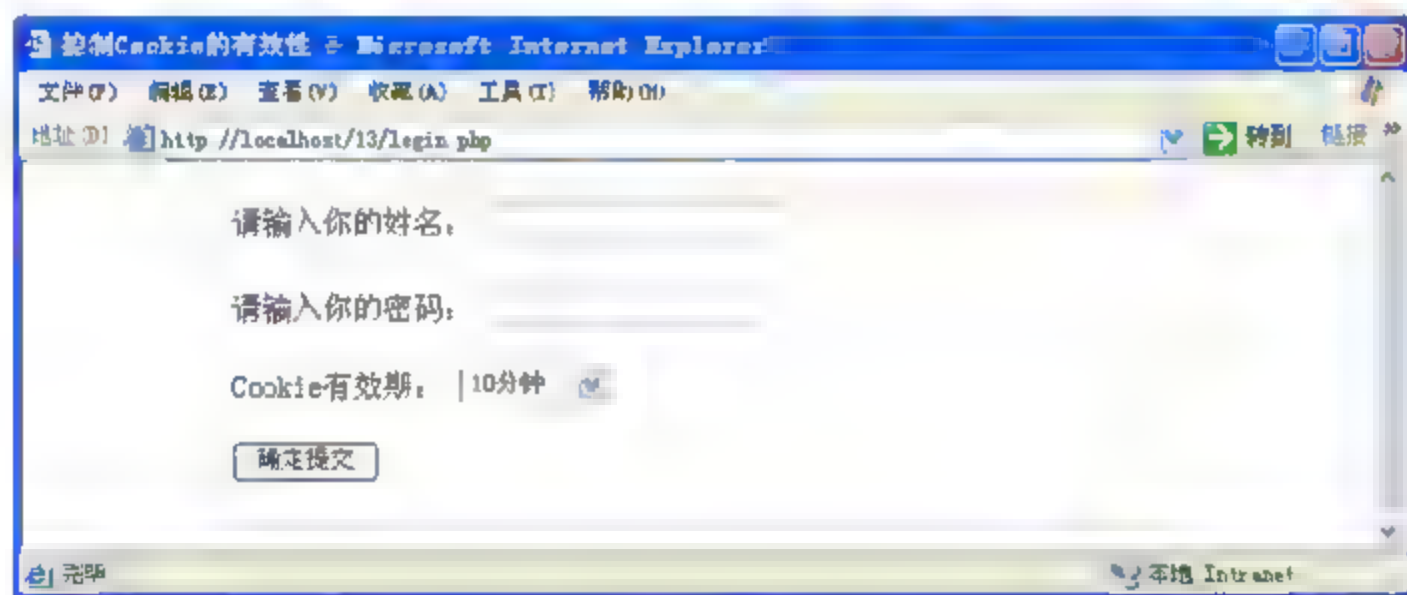 控制Cookie的有效性 - Microsoft Internet Explorer
文件(F) 编辑(E) 查看(V) 收藏(A) 工具(T) 帮助(H)
地址(D) http://localhost/13/login.php 转到 链接 »
请输入你的姓名：
请输入你的密码：
Cookie有效期： 10分钟
确定提交
完毕 本地 Intranet